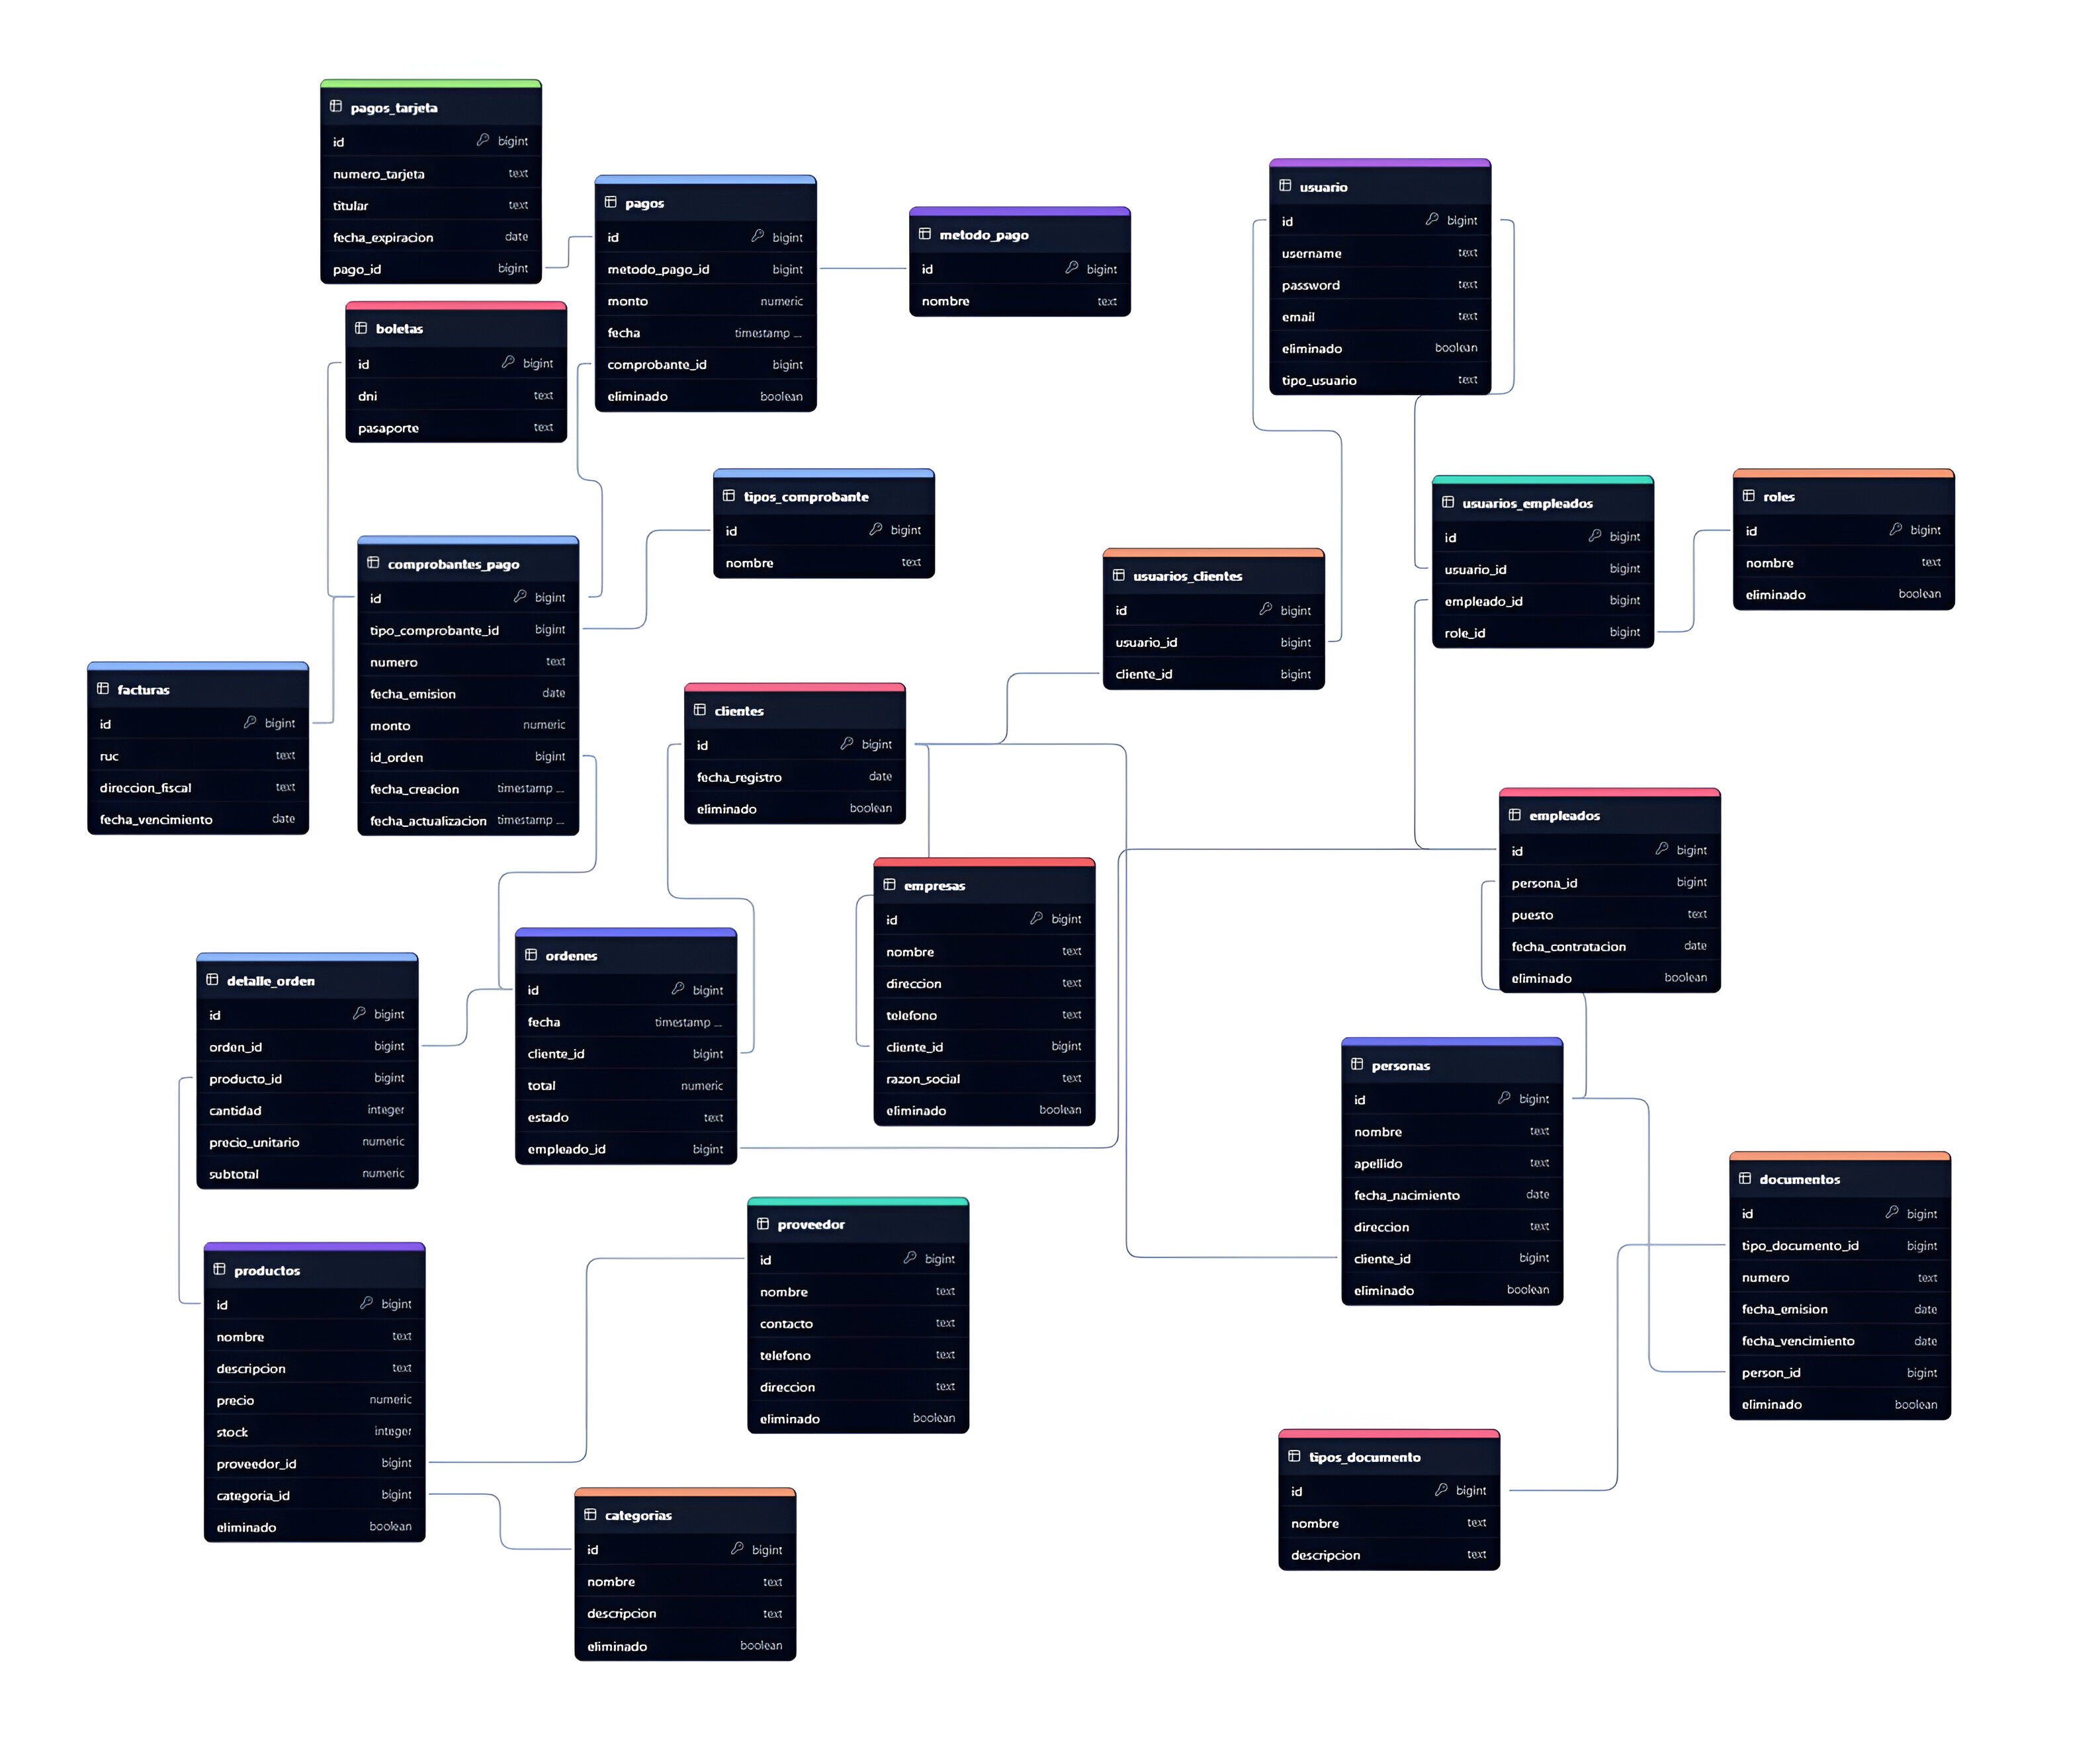 pagos_tarjeta
id bigint
numero_tarjeta text
titular text
fecha_expiracion date
pago_id bigint
pagos
id bigint
metodo_pago_id bigint
monto numeric
fecha timestamp ...
comprobante_id bigint
eliminado boolean
metodo_pago
id bigint
nombre text
usuario
id bigint
username text
password text
email text
eliminado boolean
tipo_usuario text
boletas
id bigint
dni text
pasaporte text
tipos_comprobante
id bigint
nombre text
usuarios_empleados
id bigint
usuario_id bigint
empleado_id bigint
role_id bigint
roles
id bigint
nombre text
eliminado boolean
comprobantes_pago
id bigint
tipo_comprobante_id bigint
numero text
fecha_emision date
monto numeric
id_orden bigint
fecha_creacion timestamp ...
fecha_actualizacion timestamp ...
usuarios_clientes
id bigint
usuario_id bigint
cliente_id bigint
facturas
id bigint
ruc text
direccion_fiscal text
fecha_vencimiento date
clientes
id bigint
fecha_registro date
eliminado boolean
empleados
id bigint
persona_id bigint
puesto text
fecha_contratacion date
eliminado boolean
empresas
id bigint
nombre text
direccion text
telefono text
cliente_id bigint
razon_social text
eliminado boolean
ordenes
id bigint
fecha timestamp ...
cliente_id bigint
total numeric
estado text
empleado_id bigint
detalle_orden
id bigint
orden_id bigint
producto_id bigint
cantidad integer
precio_unitario numeric
subtotal numeric
personas
id bigint
nombre text
apellido text
fecha_nacimiento date
direccion text
cliente_id bigint
eliminado boolean
documentos
id bigint
tipo_documento_id bigint
numero text
fecha_emision date
fecha_vencimiento date
person_id bigint
eliminado boolean
proveedor
id bigint
nombre text
contacto text
telefono text
direccion text
eliminado boolean
productos
id bigint
nombre text
descripcion text
precio numeric
stock integer
proveedor_id bigint
categoria_id bigint
eliminado boolean
tipos_documento
id bigint
nombre text
descripcion text
categorias
id bigint
nombre text
descripcion text
eliminado boolean